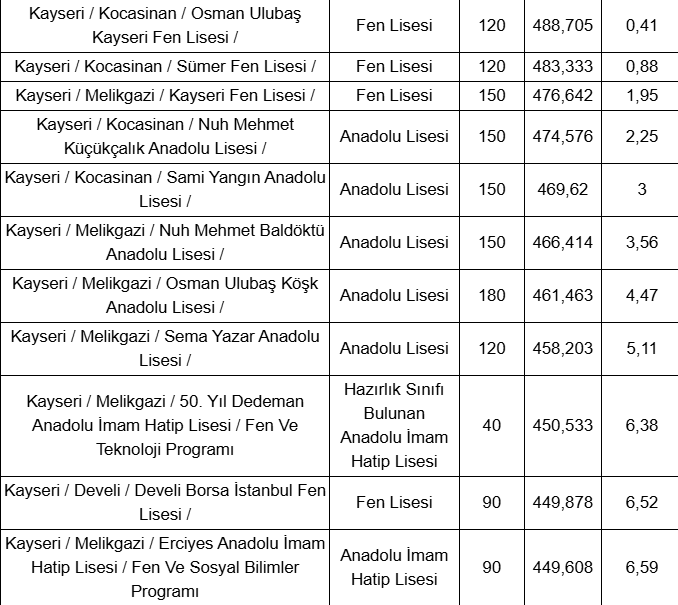 Kayseri / Kocasinan / Osman Ulubaş
Kayseri Fen Lisesi /
Fen Lisesi
120
488,705
0,41
Kayseri / Kocasinan / Sümer Fen Lisesi /
Fen Lisesi
120
483,333
0,88
Kayseri / Melikgazi / Kayseri Fen Lisesi /
Fen Lisesi
150
476,642
1,95
Kayseri / Kocasinan / Nuh Mehmet
Küçükçalık Anadolu Lisesi /
Anadolu Lisesi
150
474,576
2,25
Kayseri / Kocasinan / Sami Yangın Anadolu
Lisesi /
Anadolu Lisesi
150
469,62
3
Kayseri / Melikgazi / Nuh Mehmet Baldöktü
Anadolu Lisesi /
Anadolu Lisesi
150
466,414
3,56
Kayseri / Melikgazi / Osman Ulubaş Köşk
Anadolu Lisesi /
Anadolu Lisesi
180
461,463
4,47
Kayseri / Melikgazi / Sema Yazar Anadolu
Lisesi /
Anadolu Lisesi
120
458,203
5,11
Kayseri / Melikgazi / 50. Yıl Dedeman
Anadolu İmam Hatip Lisesi / Fen Ve
Teknoloji Programı
Hazırlık Sınıfı
Bulunan
Anadolu İmam
Hatip Lisesi
40
450,533
6,38
Kayseri / Develi / Develi Borsa İstanbul Fen
Lisesi /
Fen Lisesi
90
449,878
6,52
Kayseri / Melikgazi / Erciyes Anadolu İmam
Hatip Lisesi / Fen Ve Sosyal Bilimler
Programı
Anadolu İmam
Hatip Lisesi
90
449,608
6,59